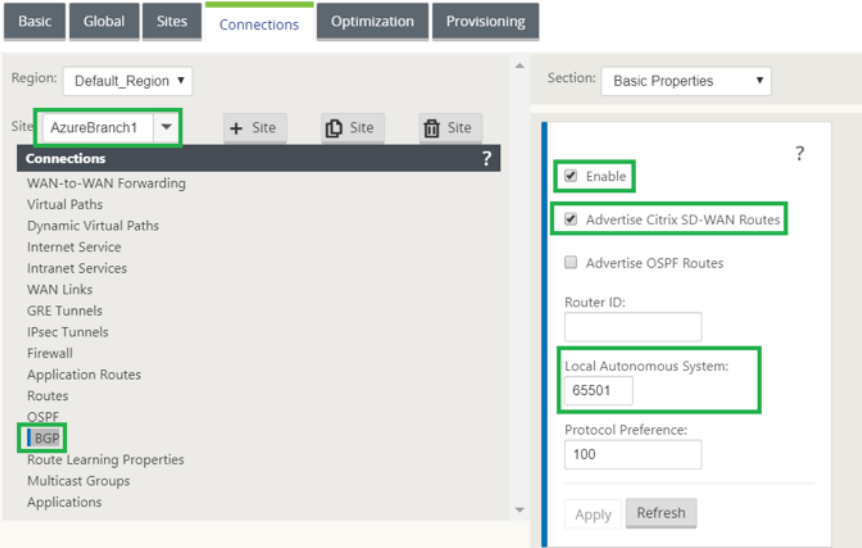 Basic Global Sites Connections Optimization Provisioning
Region: Default_Region
Site AzureBranch1 + Site Site Site
Connections ?
WAN-to-WAN Forwarding
Virtual Paths
Dynamic Virtual Paths
Internet Service
Intranet Services
WAN Links
GRE Tunnels
IPsec Tunnels
Firewall
Application Routes
Routes
OSPF
BGP
Route Learning Properties
Multicast Groups
Applications
Section: Basic Properties
?
Enable
Advertise Citrix SD-WAN Routes
Advertise OSPF Routes
Router ID:
Local Autonomous System:
65501
Protocol Preference:
100
Apply Refresh